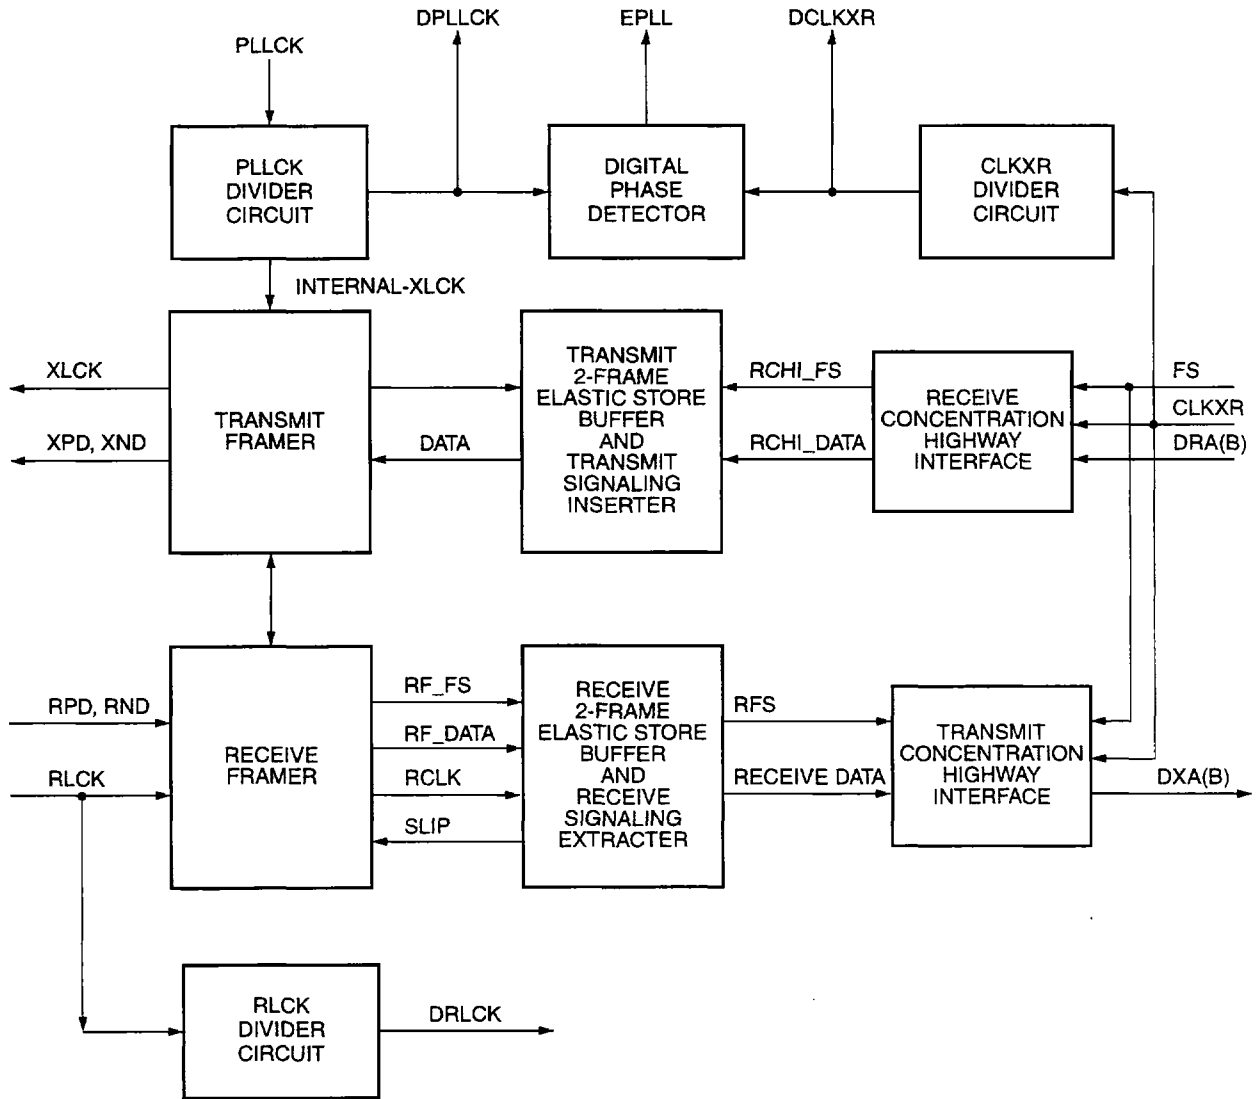 DPLLCK
EPLL
DCLKXR
PLLCK
PLLCK
DIVIDER
CIRCUIT
DIGITAL
PHASE
DETECTOR
CLKXR
DIVIDER
CIRCUIT
INTERNAL-XLCK
XLCK
XPD, XND
TRANSMIT
FRAMER
DATA
TRANSMIT
2-FRAME
ELASTIC STORE
BUFFER
AND
TRANSMIT
SIGNALING
INSERTER
RCHI_FS
RCHI_DATA
RECEIVE
CONCENTRATION
HIGHWAY
INTERFACE
FS
CLKXR
DRA(B)
RPD, RND
RLCK
RECEIVE
FRAMER
RF_FS
RF_DATA
RCLK
SLIP
RECEIVE
2-FRAME
ELASTIC STORE
BUFFER
AND
RECEIVE
SIGNALING
EXTRACTER
RFS
RECEIVE DATA
TRANSMIT
CONCENTRATION
HIGHWAY
INTERFACE
DXA(B)
RLCK
DIVIDER
CIRCUIT
DRLCK